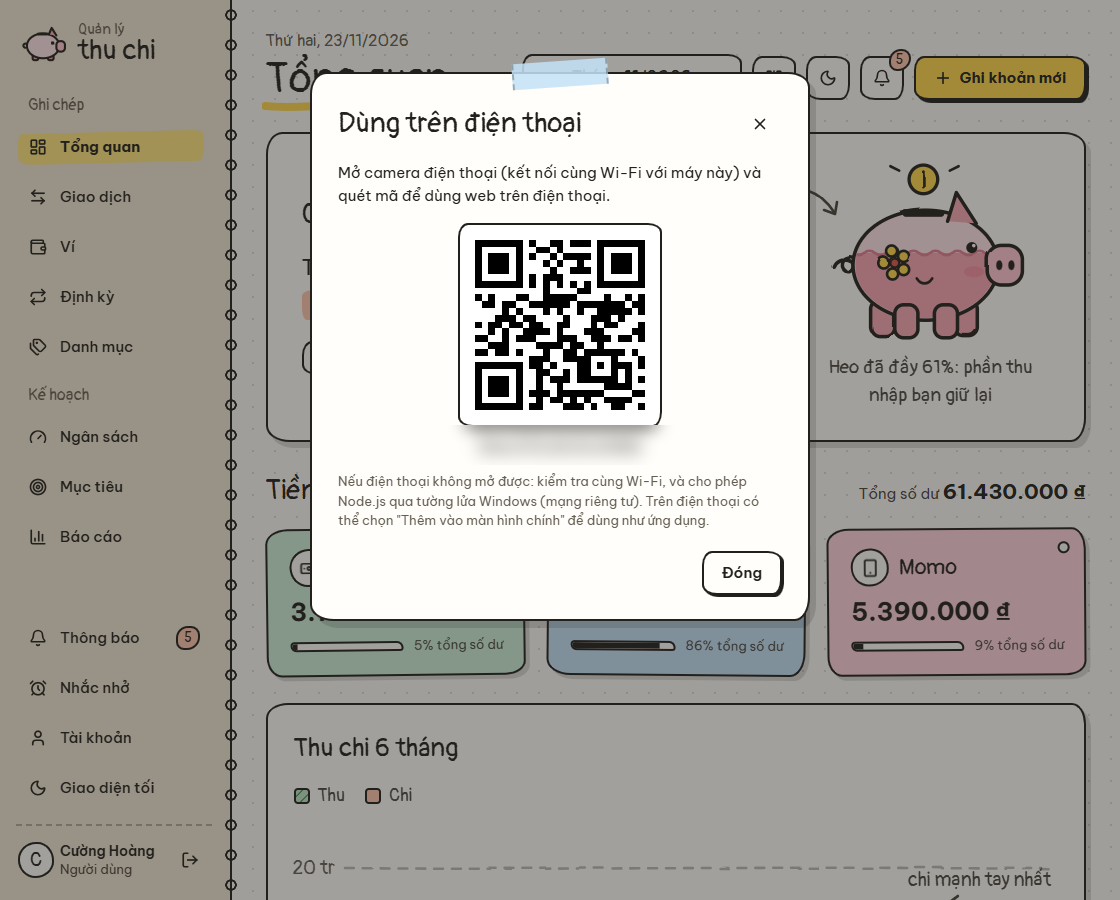 Quản lý
thu chi
Ghi chép
Tổng quan
Giao dịch
Ví
Định kỳ
Danh mục
Kế hoạch
Ngân sách
Mục tiêu
Báo cáo
Thông báo 5
Nhắc nhở
Tài khoản
Giao diện tối
C
Cường Hoàng
Người dùng
Thứ hai, 23/11/2026
5
Ghi khoản mới
Dùng trên điện thoại
Mở camera điện thoại (kết nối cùng Wi-Fi với máy này) và
quét mã để dùng web trên điện thoại.
Nếu điện thoại không mở được: kiểm tra cùng Wi-Fi, và cho phép
Node.js qua tường lửa Windows (mạng riêng tư). Trên điện thoại có
thể chọn "Thêm vào màn hình chính" để dùng như ứng dụng.
Đóng
Heo đã đầy 61%: phần thu
nhập bạn giữ lại
Tổng số dư 61.430.000 đ
5% tổng số dư
86% tổng số dư
Momo
5.390.000 đ
9% tổng số dư
Thu chi 6 tháng
Thu
Chi
20 tr
chi mạnh tay nhất